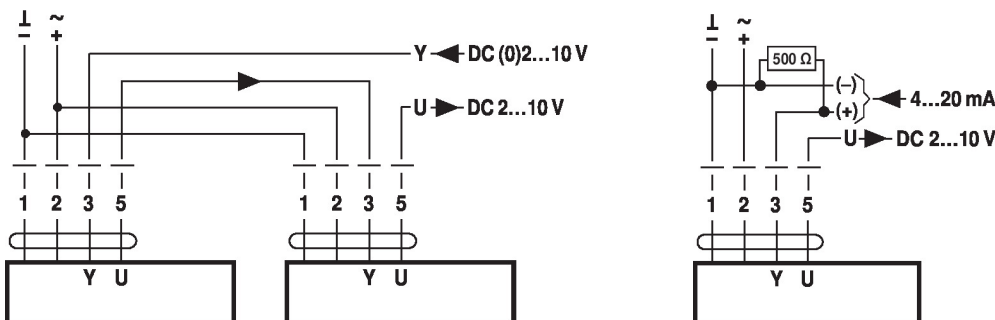 ⊥ ~
– +
Y DC (0)2...10 V
U DC 2...10 V
1 2 3 5
1 2 3 5
Y U
Y U
⊥ ~
– +
500 Ω
(–)
(+)
4...20 mA
U DC 2...10 V
1 2 3 5
Y U